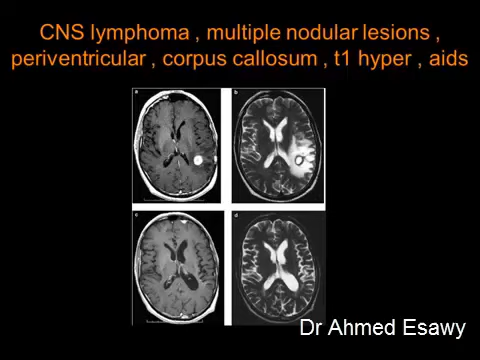 CNS lymphoma , multiple nodular lesions ,
periventricular , corpus callosum , t1 hyper , aids
a
b
c
d
Dr Ahmed Esawy